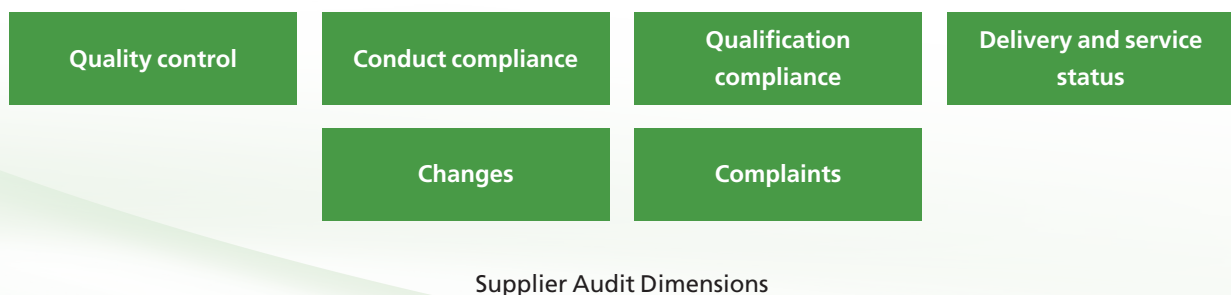 Quality control
Conduct compliance
Qualification
compliance
Delivery and service
status
Changes
Complaints
Supplier Audit Dimensions